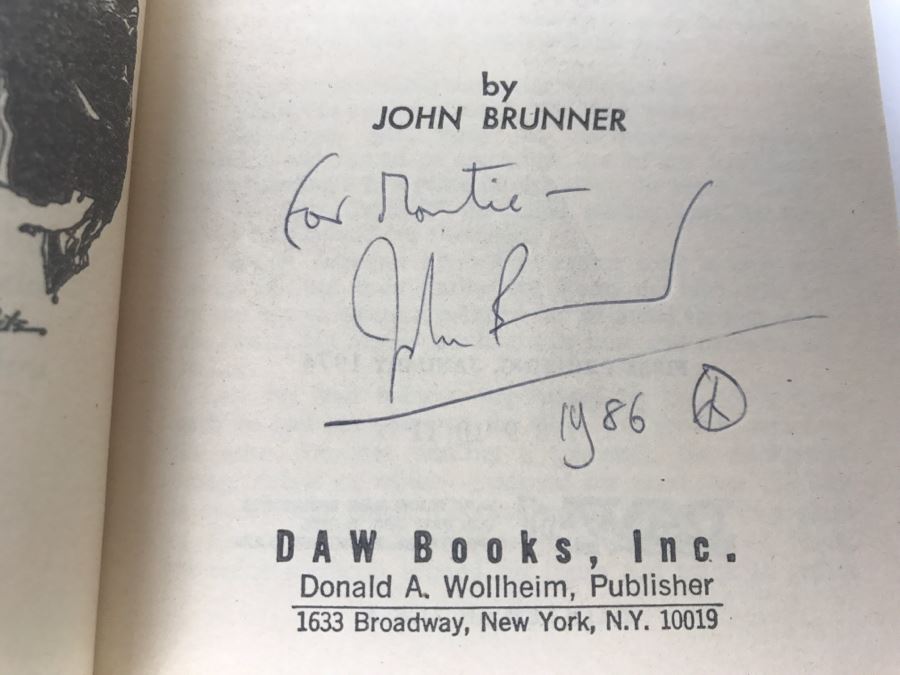 by
JOHN BRUNNER
For Montie —
John Brunner
1986
DAW Books, Inc.
Donald A. Wollheim, Publisher
1633 Broadway, New York, N.Y. 10019